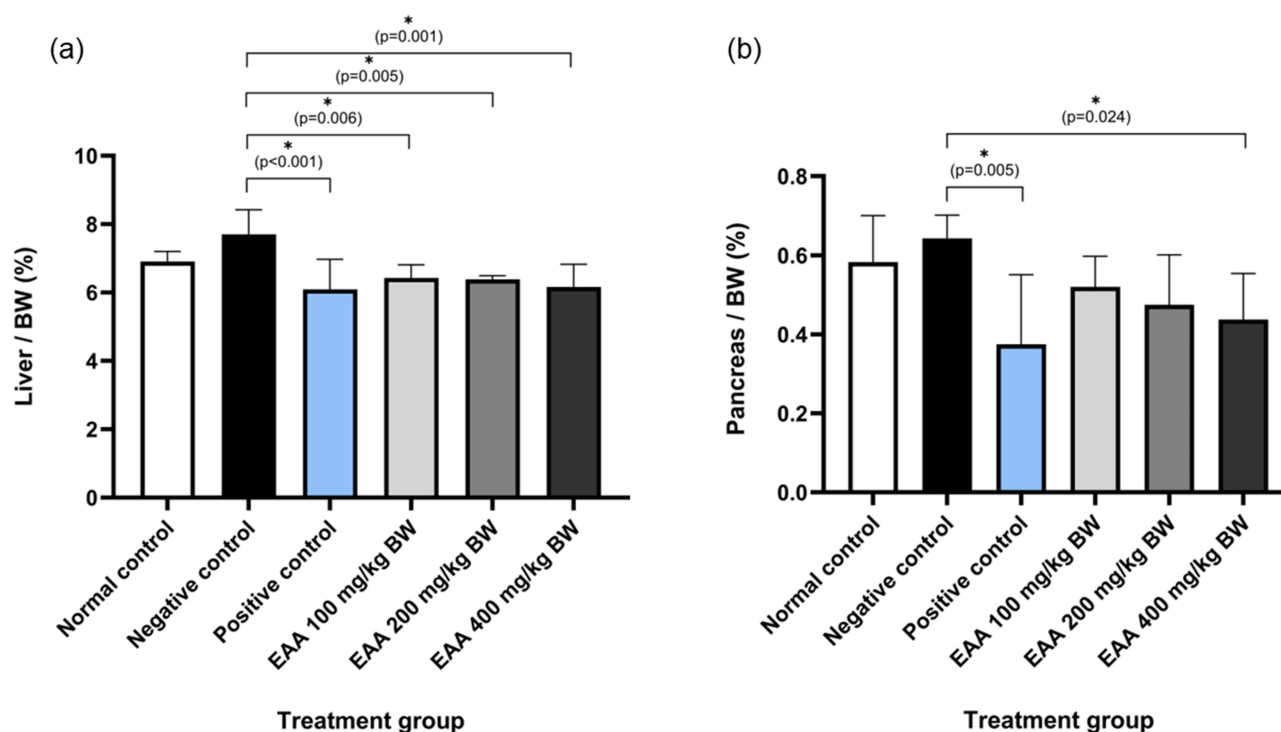 (a)
*
(p=0.001)
*
(p=0.005)
*
(p=0.006)
*
(p<0.001)
Liver / BW (%)
10
8
6
4
2
0
Normal control
Negative control
Positive control
EAA 100 mg/kg BW
EAA 200 mg/kg BW
EAA 400 mg/kg BW
Treatment group
(b)
*
(p=0.024)
*
(p=0.005)
Pancreas / BW (%)
0.8
0.6
0.4
0.2
0.0
Normal control
Negative control
Positive control
EAA 100 mg/kg BW
EAA 200 mg/kg BW
EAA 400 mg/kg BW
Treatment group